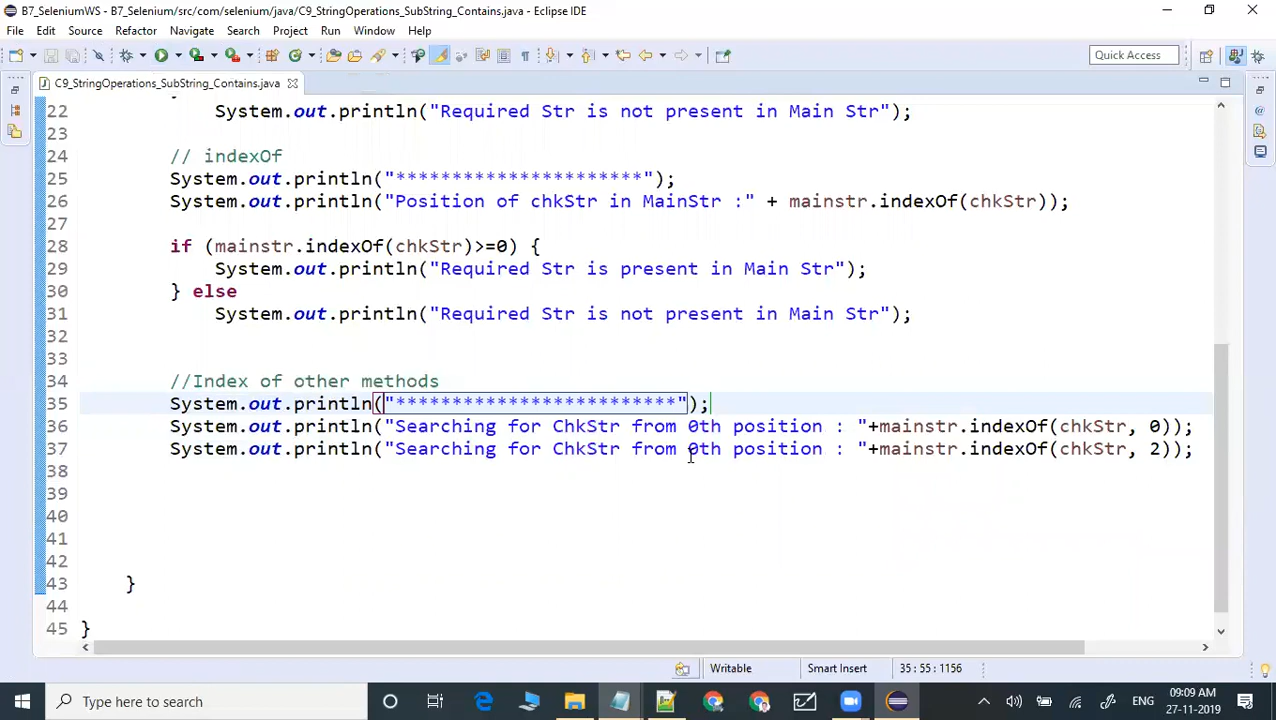 B7_SeleniumWS - B7_Selenium/src/com/selenium/java/C9_StringOperations_SubString_Contains.java - Eclipse IDE
File Edit Source Refactor Navigate Search Project Run Window Help
Quick Access
C9_StringOperations_SubString_Contains.java
22 System.out.println("Required Str is not present in Main Str");
23
24 // indexOf
25 System.out.println("**********************");
26 System.out.println("Position of chkStr in MainStr :" + mainstr.indexOf(chkStr));
27
28 if (mainstr.indexOf(chkStr)>=0) {
29 System.out.println("Required Str is present in Main Str");
30 } else
31 System.out.println("Required Str is not present in Main Str");
32
33
34 //Index of other methods
35 System.out.println("*************************");
36 System.out.println("Searching for ChkStr from 0th position : "+mainstr.indexOf(chkStr, 0));
37 System.out.println("Searching for ChkStr from 0th position : "+mainstr.indexOf(chkStr, 2));
38
39
40
41
42
43 }
44
45 }
Writable Smart Insert 35 : 55 : 1156
Type here to search
ENG
09:09 AM
27-11-2019